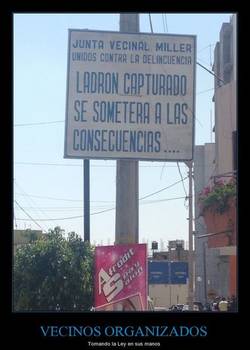 JUNTA VECINAL MILLER
UNIDOS CONTRA LA DELINCUENCIA
LADRON CAPTURADO
SE SOMETERA A LAS
CONSECUENCIAS....
VECINOS ORGANIZADOS
Tomando la Ley en sus manos